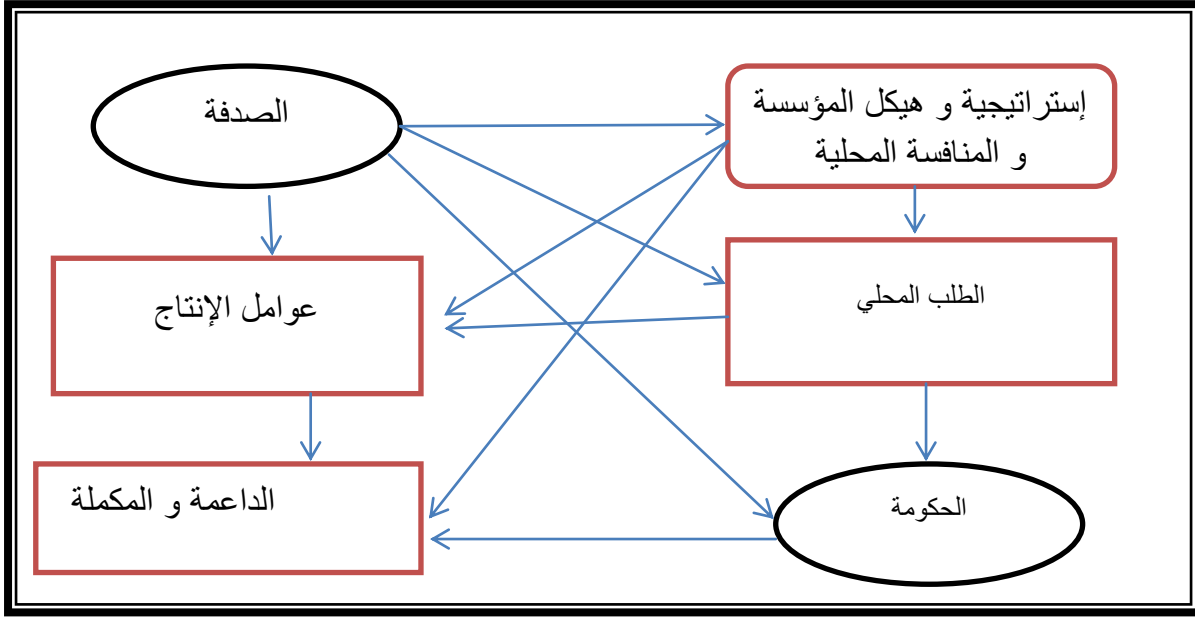 إستراتيجية و هيكل المؤسسة
و المنافسة المحلية
الصدفة
الطلب المحلي
عوامل الإنتاج
الحكومة
الداعمة و المكملة